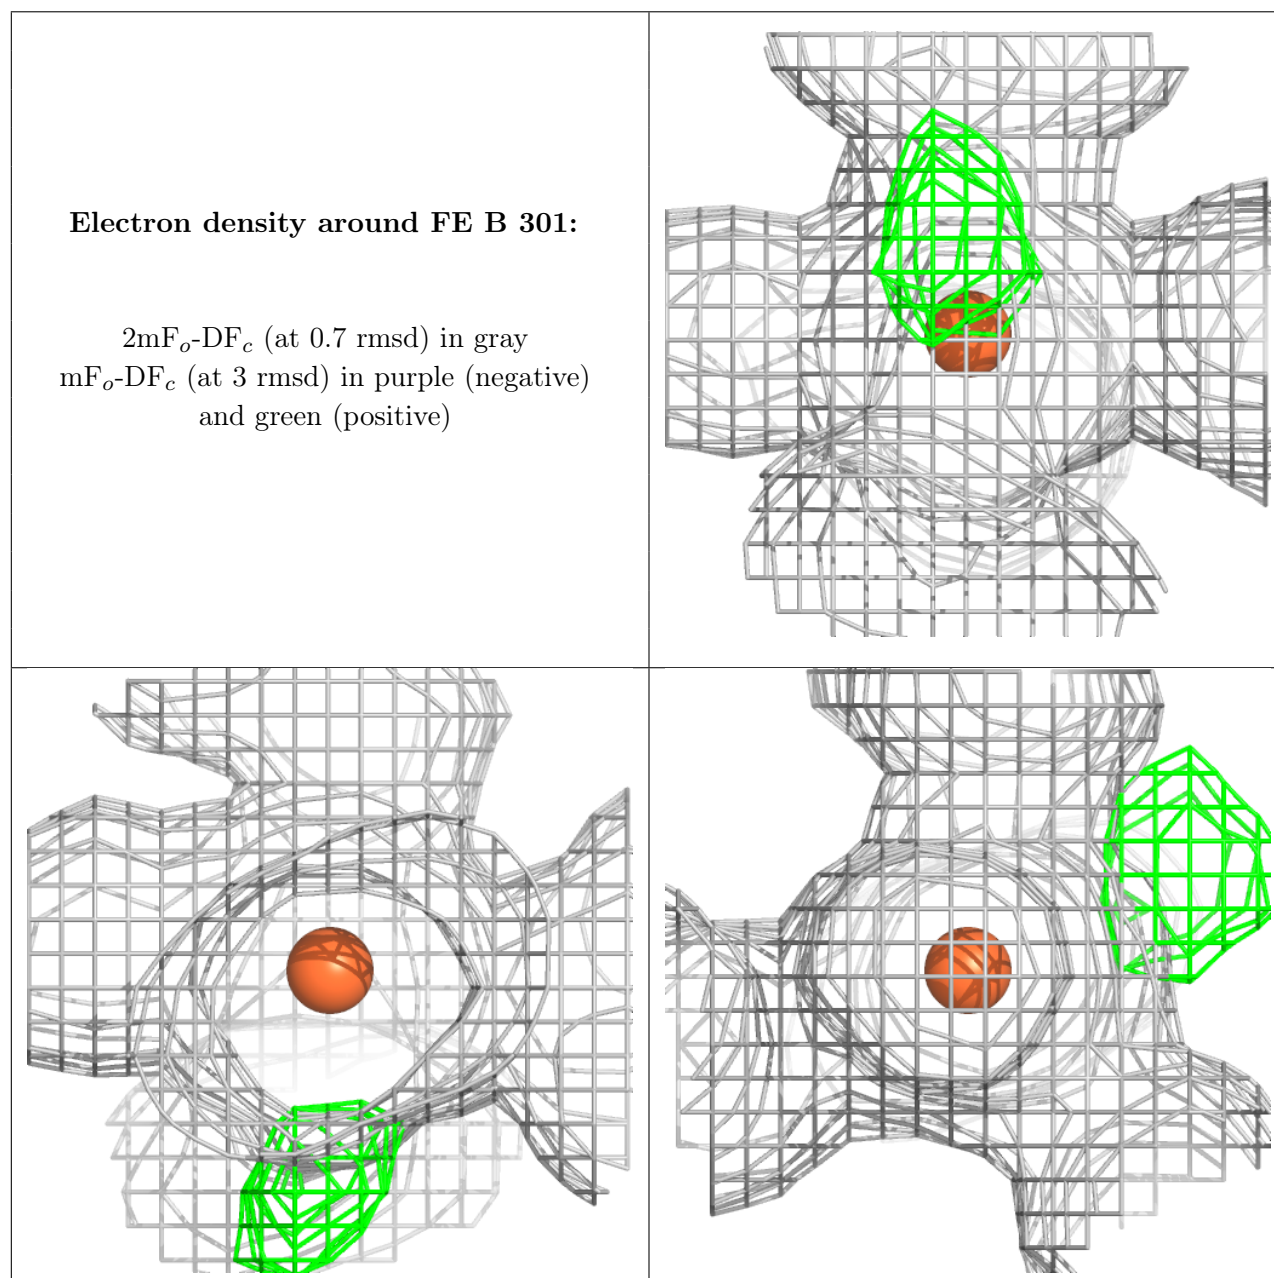 Electron density around FE B 301:
2mFo-DFc (at 0.7 rmsd) in gray
mFo-DFc (at 3 rmsd) in purple (negative)
and green (positive)